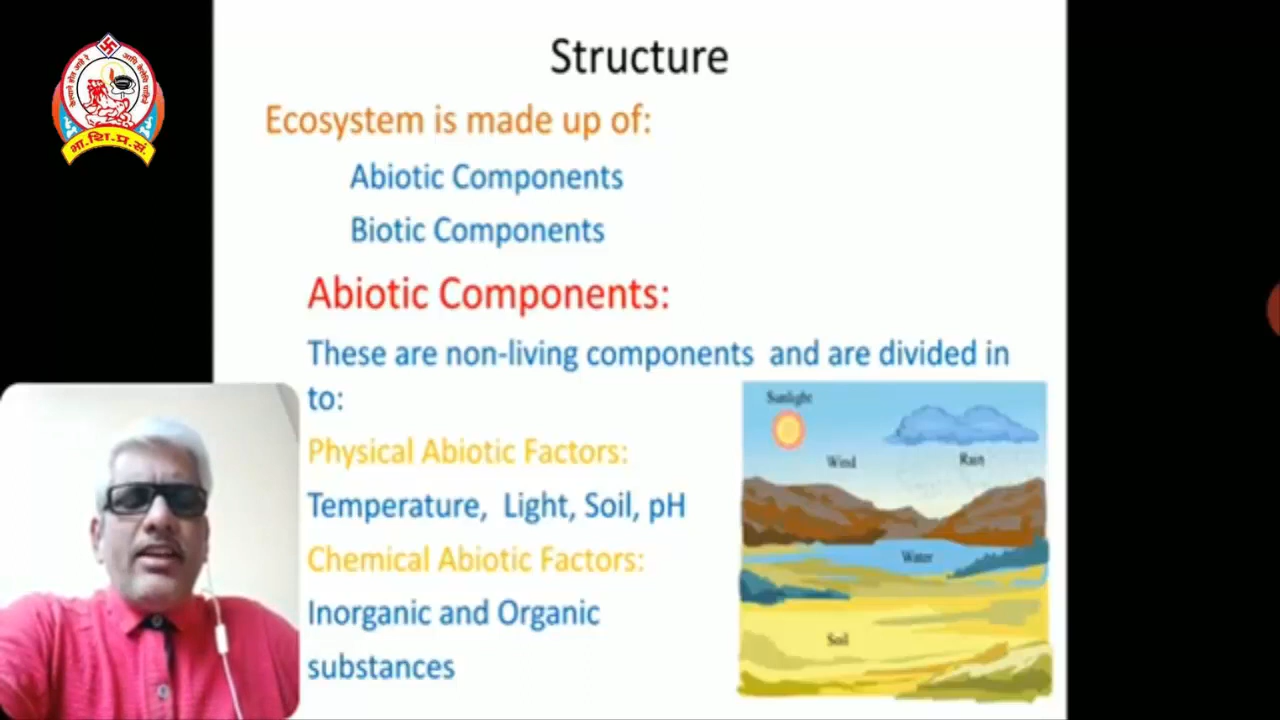 भा.शि.प्र.सं.
Structure
Ecosystem is made up of:
Abiotic Components
Biotic Components
Abiotic Components:
These are non-living components and are divided in
to:
Physical Abiotic Factors:
Temperature, Light, Soil, pH
Chemical Abiotic Factors:
Inorganic and Organic
substances
Sunlight
Wind
Rain
Water
Soil